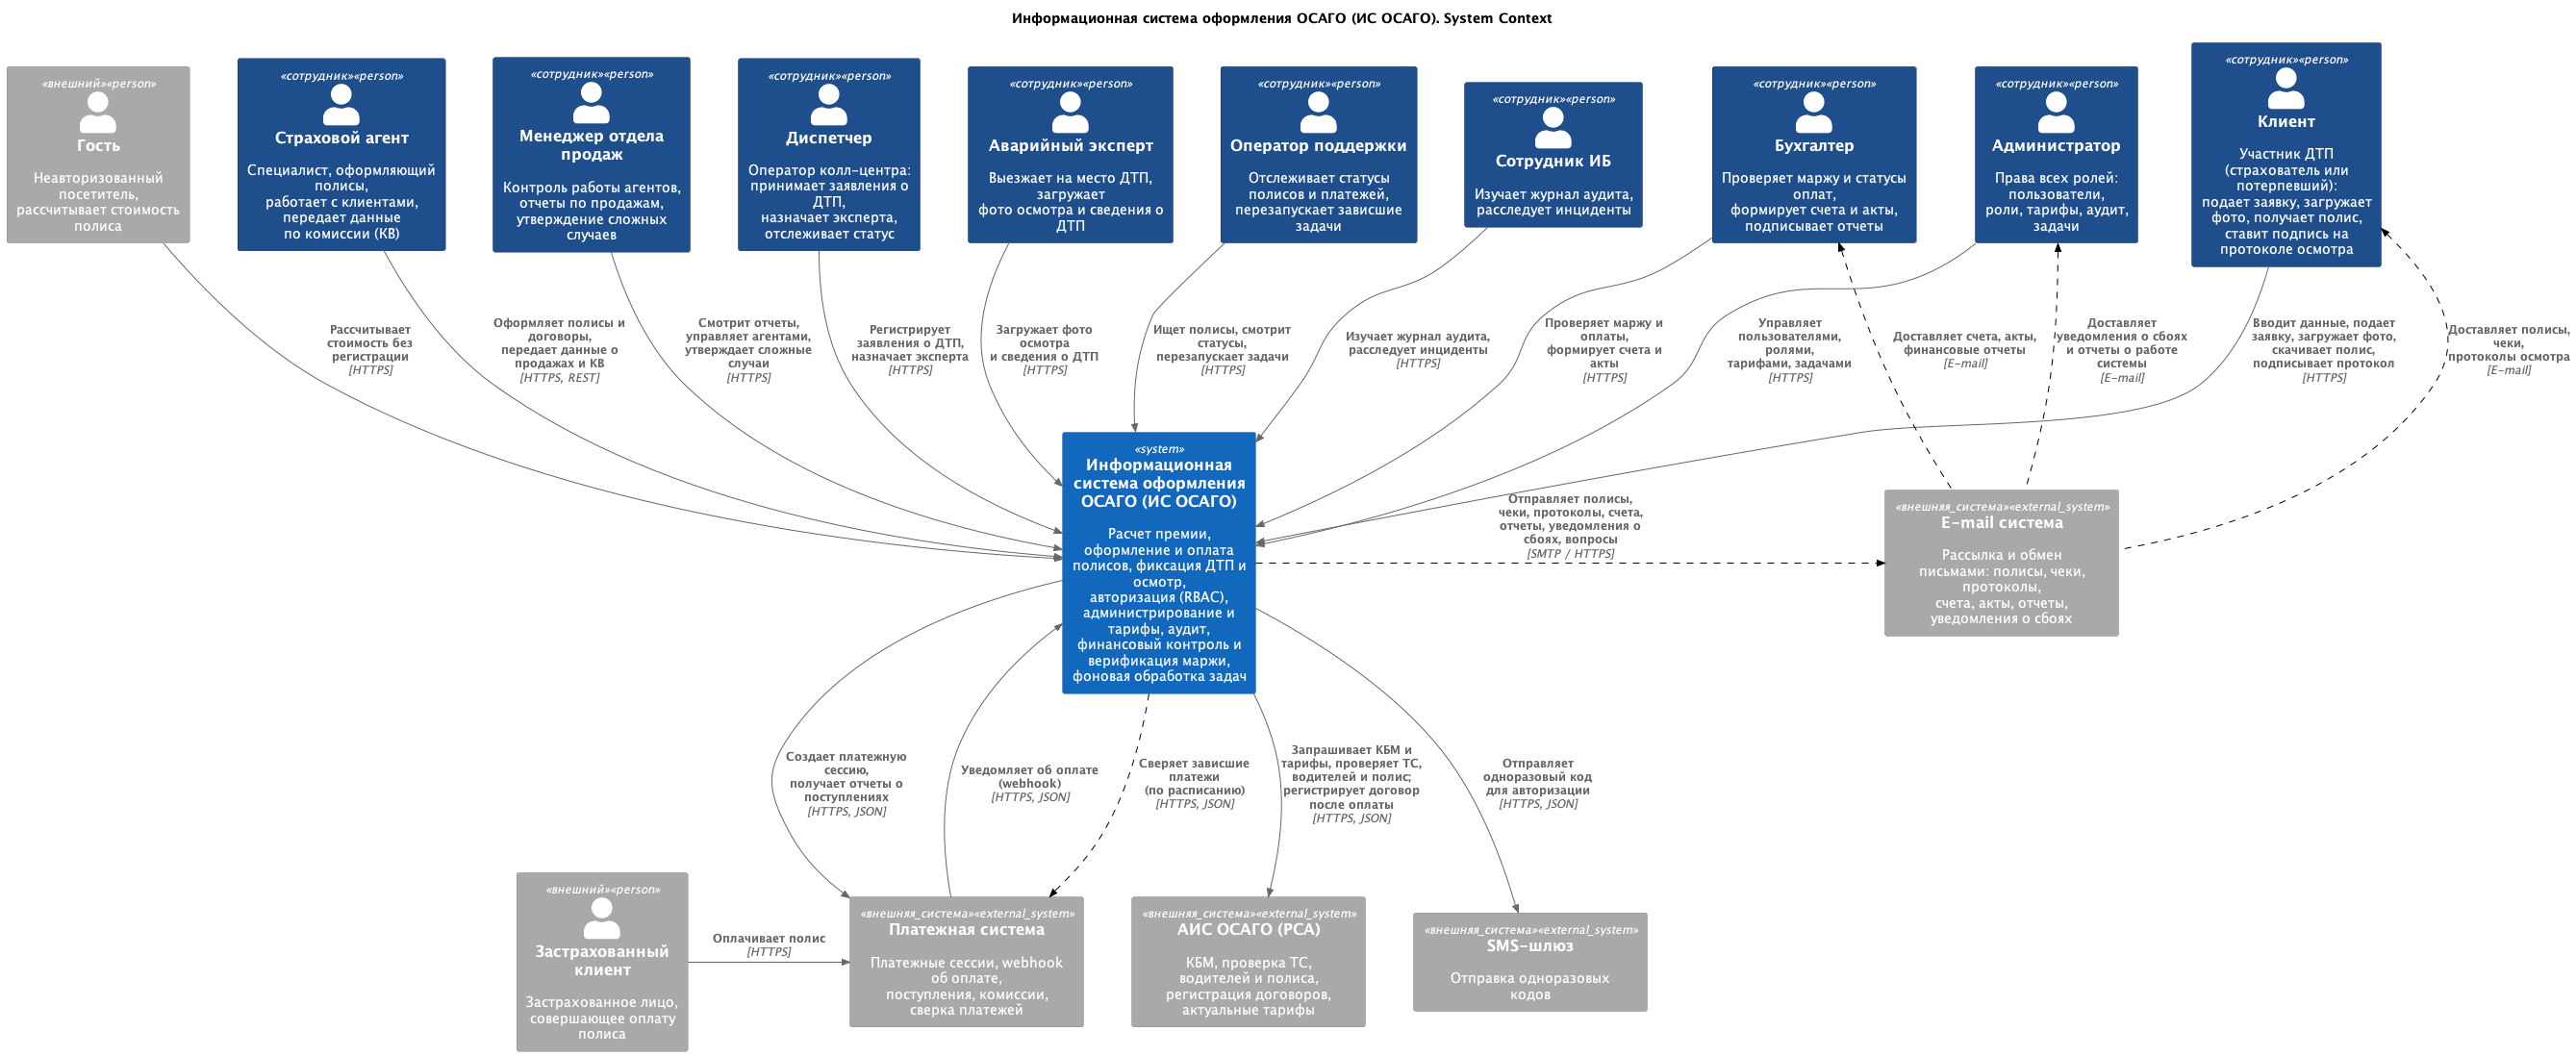 Информационная система оформления ОСАГО (ИС ОСАГО). System Context
«внешний»«person»
Гость
Неавторизованный
посетитель,
рассчитывает стоимость
полиса
«сотрудник»«person»
Страховой агент
Специалист, оформляющий
полисы,
работает с клиентами,
передает данные
по комиссии (КВ)
«сотрудник»«person»
Менеджер отдела
продаж
Контроль работы агентов,
отчеты по продажам,
утверждение сложных
случаев
«сотрудник»«person»
Диспетчер
Оператор колл-центра:
принимает заявления о
ДТП,
назначает эксперта,
отслеживает статус
«сотрудник»«person»
Аварийный эксперт
Выезжает на место ДТП,
загружает
фото осмотра и сведения о
ДТП
«сотрудник»«person»
Оператор поддержки
Отслеживает статусы
полисов и платежей,
перезапускает зависшие
задачи
«сотрудник»«person»
Сотрудник ИБ
Изучает журнал аудита,
расследует инциденты
«сотрудник»«person»
Бухгалтер
Проверяет маржу и статусы
оплат,
формирует счета и акты,
подписывает отчеты
«сотрудник»«person»
Администратор
Права всех ролей:
пользователи,
роли, тарифы, аудит,
задачи
«сотрудник»«person»
Клиент
Участник ДТП
(страхователь или
потерпевший):
подает заявку, загружает
фото, получает полис,
ставит подпись на
протоколе осмотра
Рассчитывает
стоимость без
регистрации
[HTTPS]
Оформляет полисы и
договоры,
передает данные о
продажах и КВ
[HTTPS, REST]
Смотрит отчеты,
управляет агентами,
утверждает сложные
случаи
[HTTPS]
Регистрирует
заявления о ДТП,
назначает эксперта
[HTTPS]
Загружает фото
осмотра
и сведения о ДТП
[HTTPS]
Ищет полисы, смотрит
статусы,
перезапускает задачи
[HTTPS]
Изучает журнал аудита,
расследует инциденты
[HTTPS]
Проверяет маржу и
оплаты,
формирует счета и
акты
[HTTPS]
Управляет
пользователями,
ролями,
тарифами, задачами
[HTTPS]
Доставляет счета, акты,
финансовые отчеты
[E-mail]
Доставляет
уведомления о сбоях
и отчеты о работе
системы
[E-mail]
Вводит данные, подает
заявку, загружает фото,
скачивает полис,
подписывает протокол
[HTTPS]
Доставляет полисы,
чеки,
протоколы осмотра
[E-mail]
«system»
Информационная
система оформления
ОСАГО (ИС ОСАГО)
Расчет премии,
оформление и оплата
полисов, фиксация ДТП и
осмотр,
авторизация (RBAC),
администрирование и
тарифы, аудит,
финансовый контроль и
верификация маржи,
фоновая обработка задач
Отправляет полисы,
чеки, протоколы, счета,
отчеты, уведомления о
сбоях, вопросы
[SMTP / HTTPS]
«внешняя_система»«external_system»
E-mail система
Рассылка и обмен
письмами: полисы, чеки,
протоколы,
счета, акты, отчеты,
уведомления о сбоях
Создает платежную
сессию,
получает отчеты о
поступлениях
[HTTPS, JSON]
Уведомляет об оплате
(webhook)
[HTTPS, JSON]
Сверяет зависшие
платежи
(по расписанию)
[HTTPS, JSON]
Запрашивает КБМ и
тарифы, проверяет ТС,
водителей и полис;
регистрирует договор
после оплаты
[HTTPS, JSON]
Отправляет
одноразовый код
для авторизации
[HTTPS, JSON]
«внешний»«person»
Застрахованный
клиент
Застрахованное лицо,
совершающее оплату
полиса
Оплачивает полис
[HTTPS]
«внешняя_система»«external_system»
Платежная система
Платежные сессии, webhook
об оплате,
поступления, комиссии,
сверка платежей
«внешняя_система»«external_system»
АИС ОСАГО (РСА)
КБМ, проверка ТС,
водителей и полиса,
регистрация договоров,
актуальные тарифы
«внешняя_система»«external_system»
SMS-шлюз
Отправка одноразовых
кодов